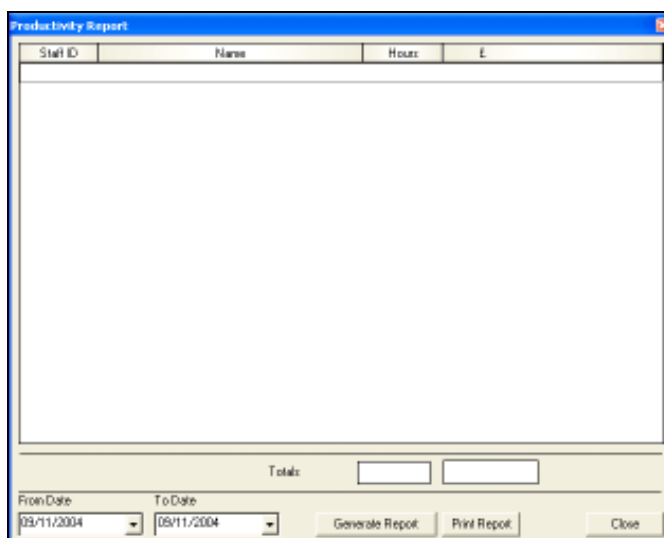 Productivity Report
Staff ID Name Hours £
Totals:
From Date To Date
09/11/2004 09/11/2004 Generate Report Print Report Close